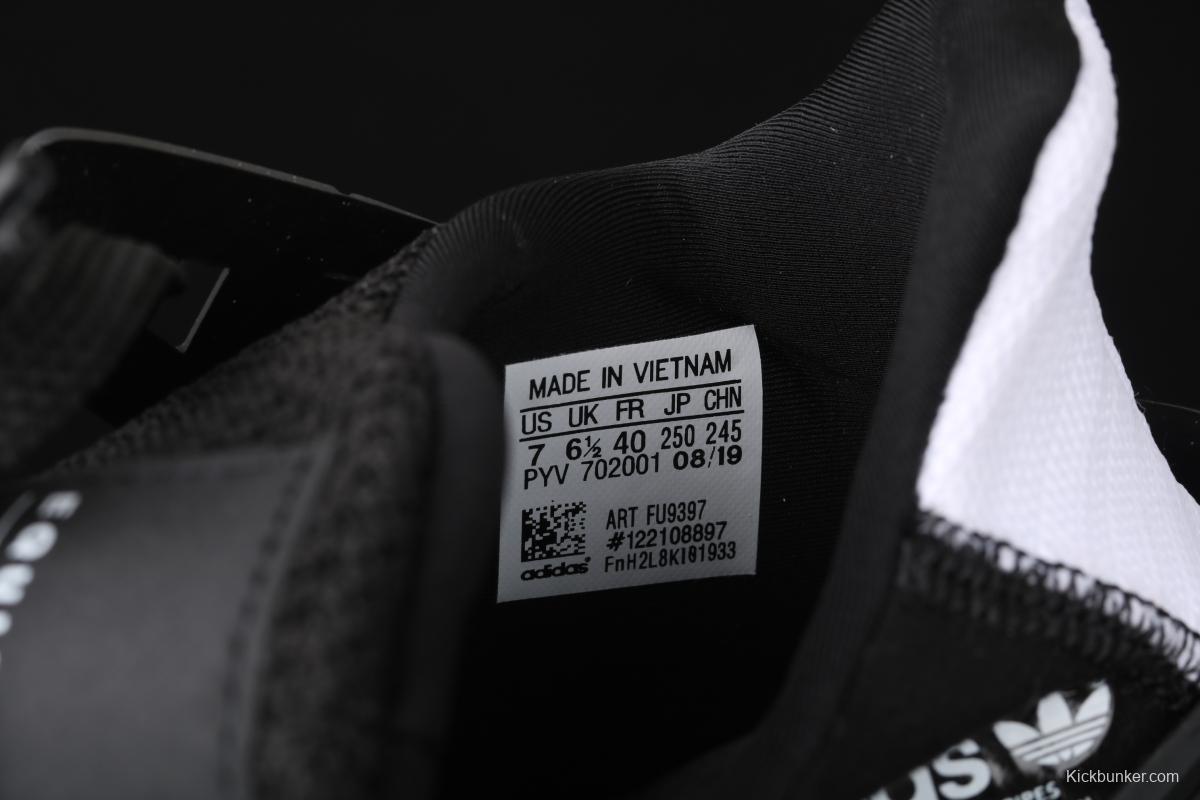 MADE IN VIETNAM
US UK FR JP CHN
7 6½ 40 250 245
PYV 702001 08/19
ART FU9397
#122108897
FnH2L8KI01933
adidas
Kickbunker.com